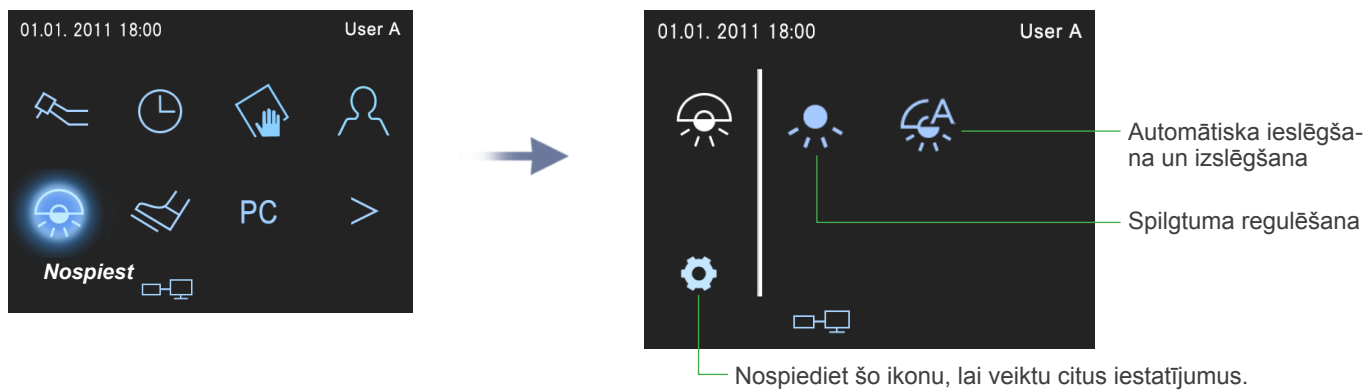 01.01. 2011 18:00 User A
PC >
Nospiest
01.01. 2011 18:00 User A
A
Automātiska ieslēgša-
na un izslēgšana
Spilgtuma regulēšana
Nospiediet šo ikonu, lai veiktu citus iestatījumus.